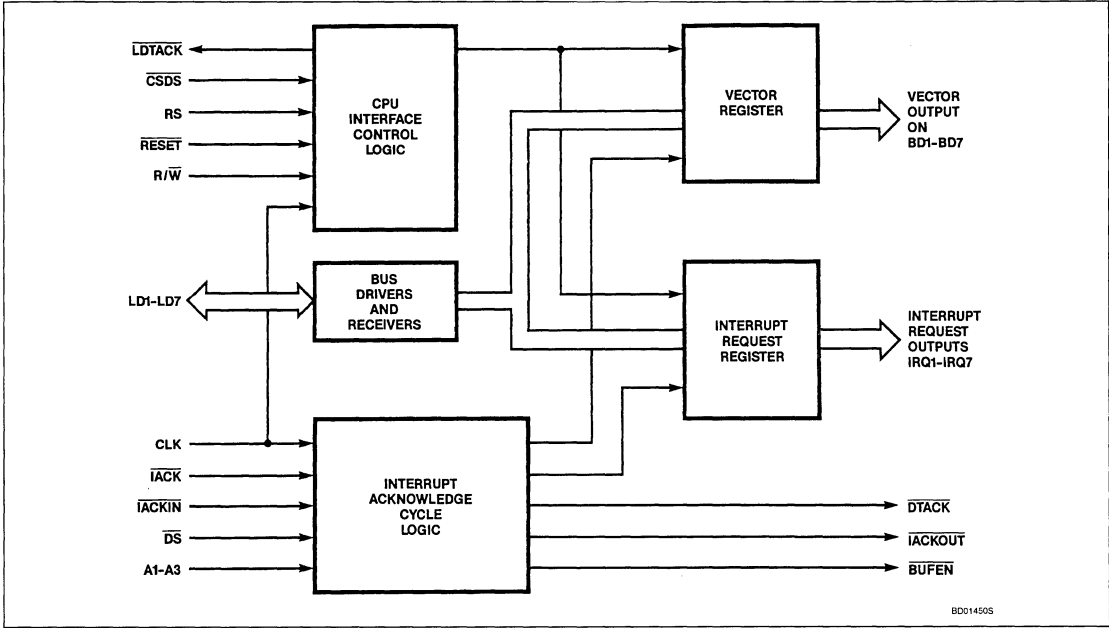 LDTACK
CSDS
RS
RESET
R/W
CPU
INTERFACE
CONTROL
LOGIC
VECTOR
REGISTER
VECTOR
OUTPUT
ON
BD1–BD7
LD1–LD7
BUS
DRIVERS
AND
RECEIVERS
INTERRUPT
REQUEST
REGISTER
INTERRUPT
REQUEST
OUTPUTS
IRQ1–IRQ7
CLK
IACK
IACKIN
DS
A1–A3
INTERRUPT
ACKNOWLEDGE
CYCLE
LOGIC
DTACK
IACKOUT
BUFEN
BD01450S